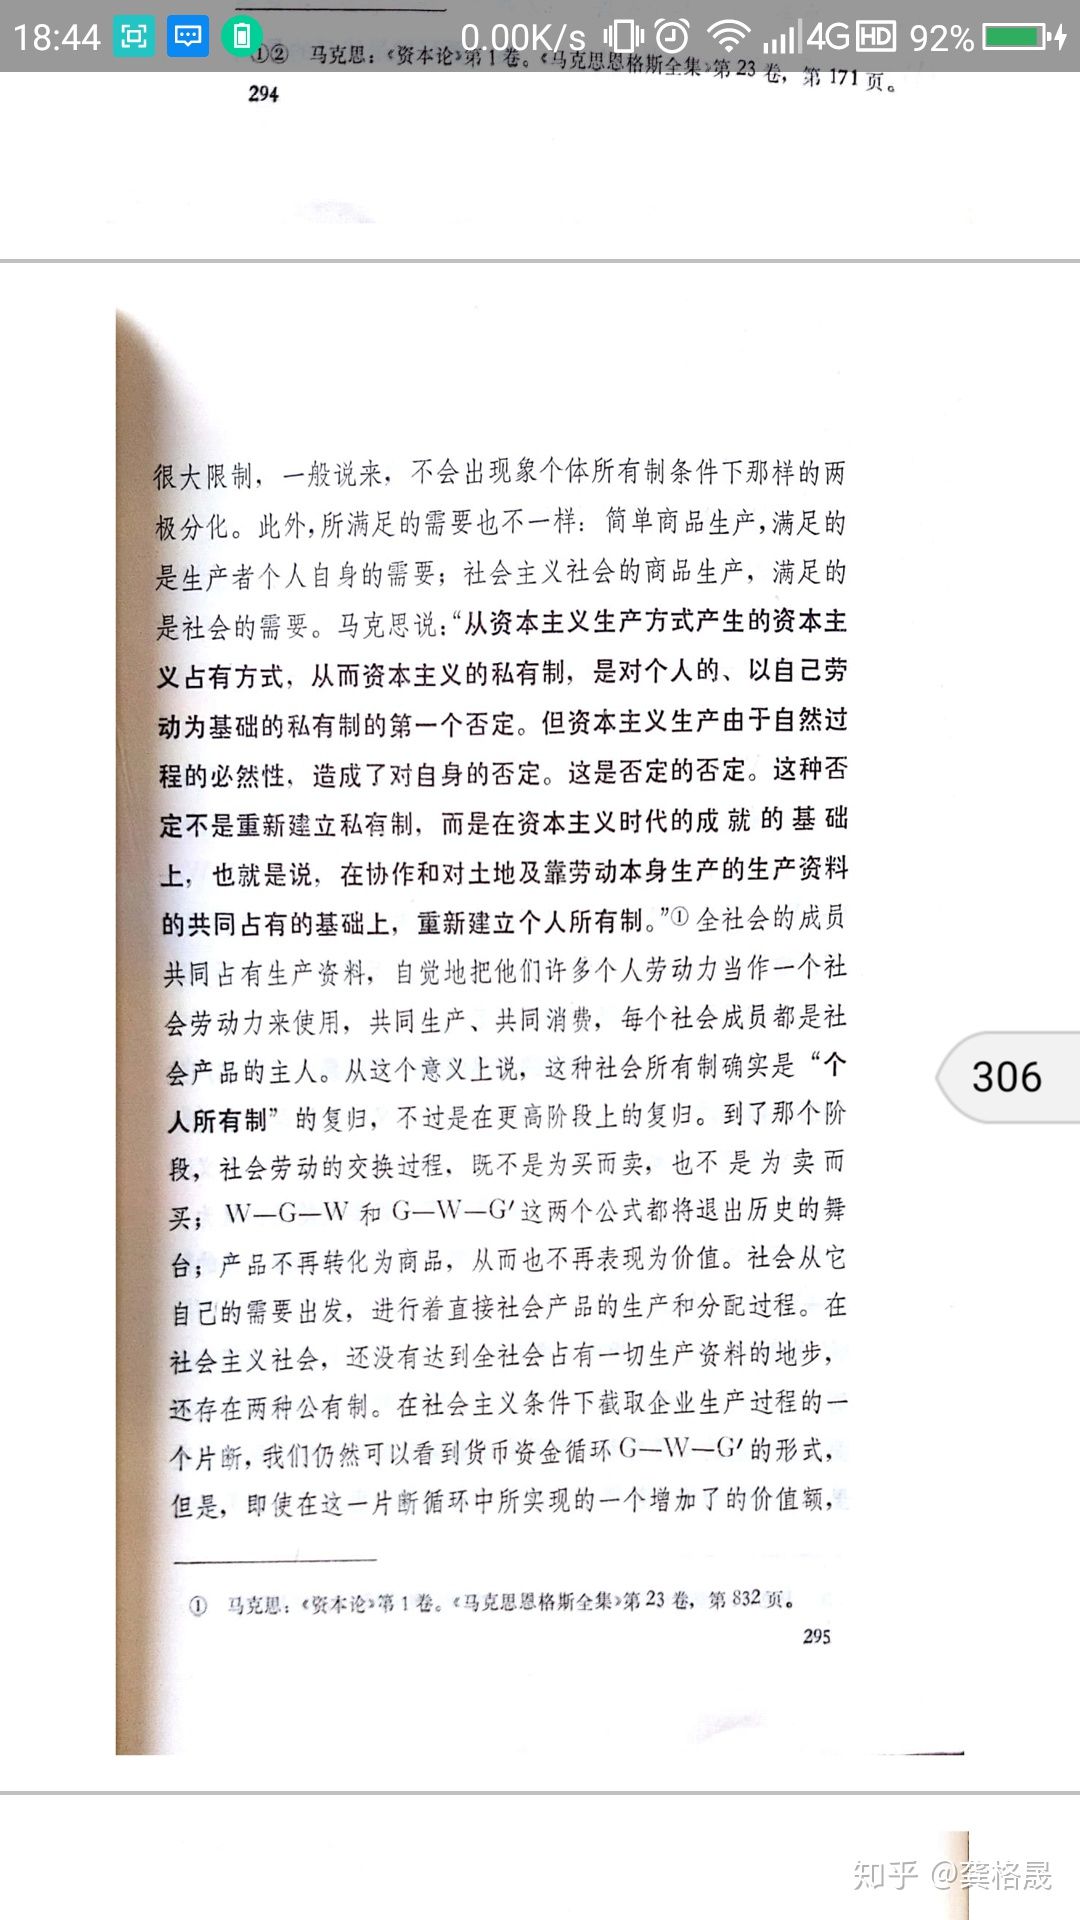 18:44 0.00K/s 4G HD 92%
①② 马克思：《资本论》第1卷。《马克思恩格斯全集》第23卷，第171页。
294
很大限制，一般说来，不会出现象个体所有制条件下那样的两
极分化。此外，所满足的需要也不一样：简单商品生产，满足的
是生产者个人自身的需要；社会主义社会的商品生产，满足的
是社会的需要。马克思说：“从资本主义生产方式产生的资本主
义占有方式，从而资本主义的私有制，是对个人的、以自己劳
动为基础的私有制的第一个否定。但资本主义生产由于自然过
程的必然性，造成了对自身的否定。这是否定的否定。这种否
定不是重新建立私有制，而是在资本主义时代的成就的基础
上，也就是说，在协作和对土地及靠劳动本身生产的生产资料
的共同占有的基础上，重新建立个人所有制。”①全社会的成员
共同占有生产资料，自觉地把他们许多个人劳动力当作一个社
会劳动力来使用，共同生产、共同消费，每个社会成员都是社
会产品的主人。从这个意义上说，这种社会所有制确实是“个
人所有制”的复归，不过是在更高阶段上的复归。到了那个阶
段，社会劳动的交换过程，既不是为买而卖，也不是为卖而
买；W—G—W和G—W—G′这两个公式都将退出历史的舞
台；产品不再转化为商品，从而也不再表现为价值。社会从它
自己的需要出发，进行着直接社会产品的生产和分配过程。在
社会主义社会，还没有达到全社会占有一切生产资料的地步，
还存在两种公有制。在社会主义条件下截取企业生产过程的一
个片断，我们仍然可以看到货币资金循环G—W—G′的形式，
但是，即使在这一片断循环中所实现的一个增加了的价值额，
① 马克思：《资本论》第1卷。《马克思恩格斯全集》第23卷，第832页。
295
306
知乎 @龚格晟